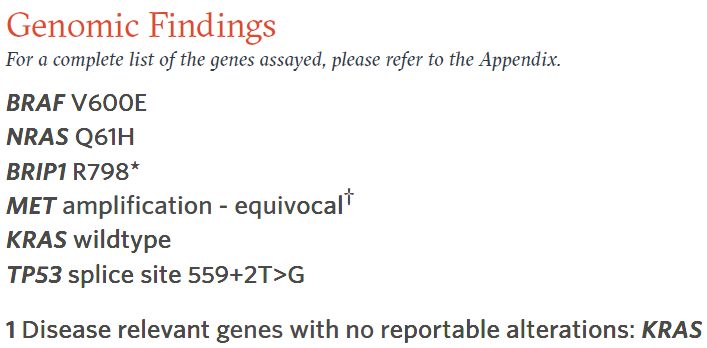 Genomic Findings
For a complete list of the genes assayed, please refer to the Appendix.
BRAF V600E
NRAS Q61H
BRIP1 R798*
MET amplification - equivocal†
KRAS wildtype
TP53 splice site 559+2T>G
1 Disease relevant genes with no reportable alterations: KRAS